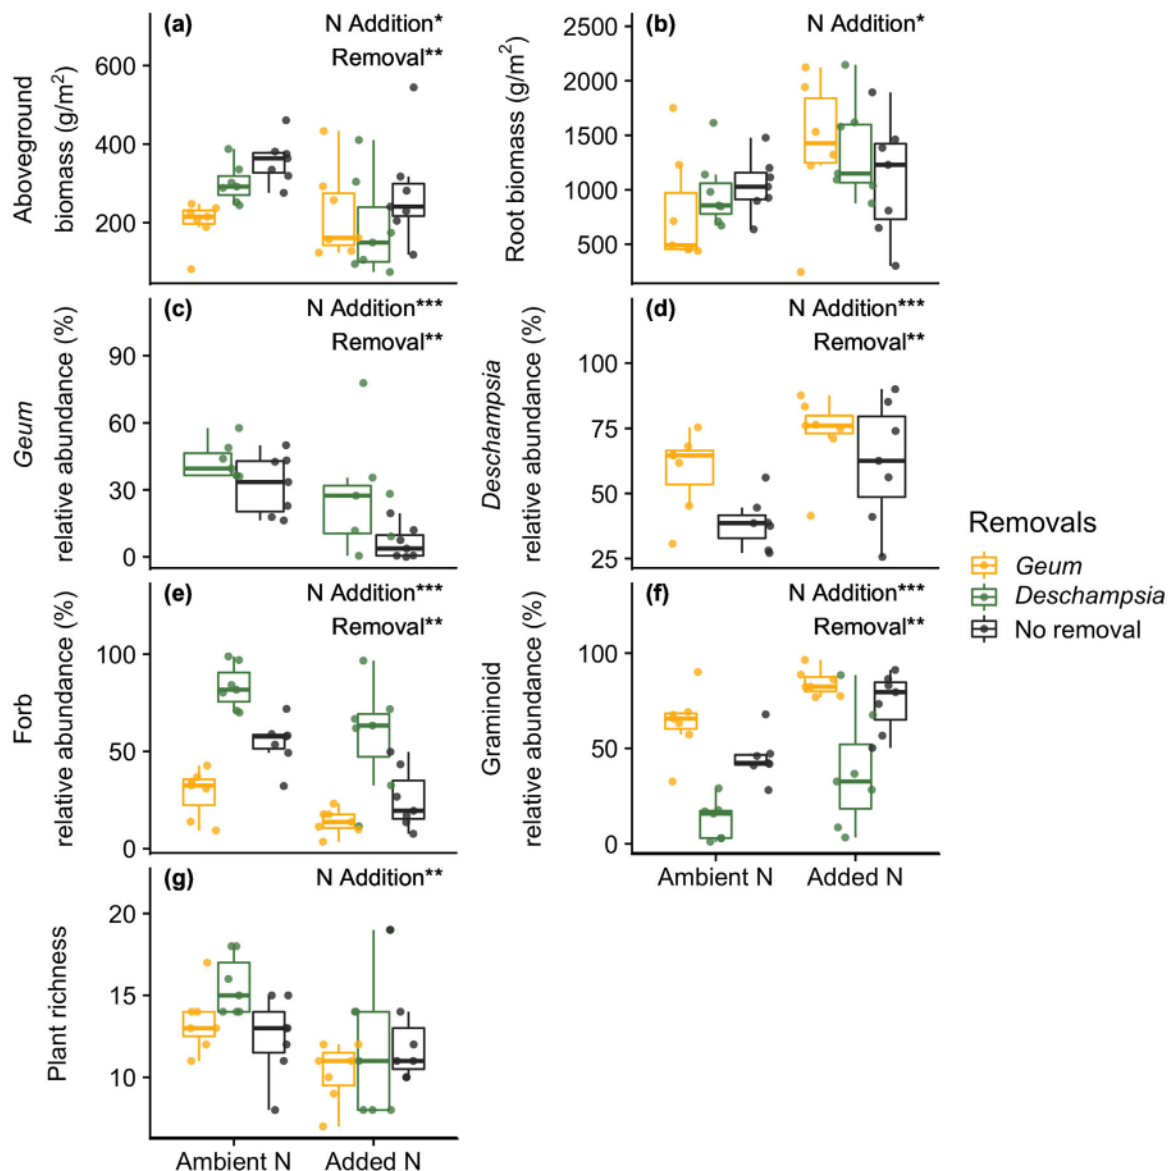 (a)
N Addition*
Removal**
Aboveground
biomass (g/m²)
600
400
200
(b)
N Addition*
Root biomass (g/m²)
2500
2000
1500
1000
500
(c)
N Addition***
Removal**
Geum
relative abundance (%)
90
60
30
0
(d)
N Addition***
Removal**
Deschampsia
relative abundance (%)
100
75
50
25
(e)
N Addition***
Removal**
Forb
relative abundance (%)
100
50
0
(f)
N Addition***
Removal**
Graminoid
relative abundance (%)
100
50
0
Ambient N
Added N
(g)
N Addition**
Plant richness
20
15
10
Ambient N
Added N
Removals
Geum
Deschampsia
No removal